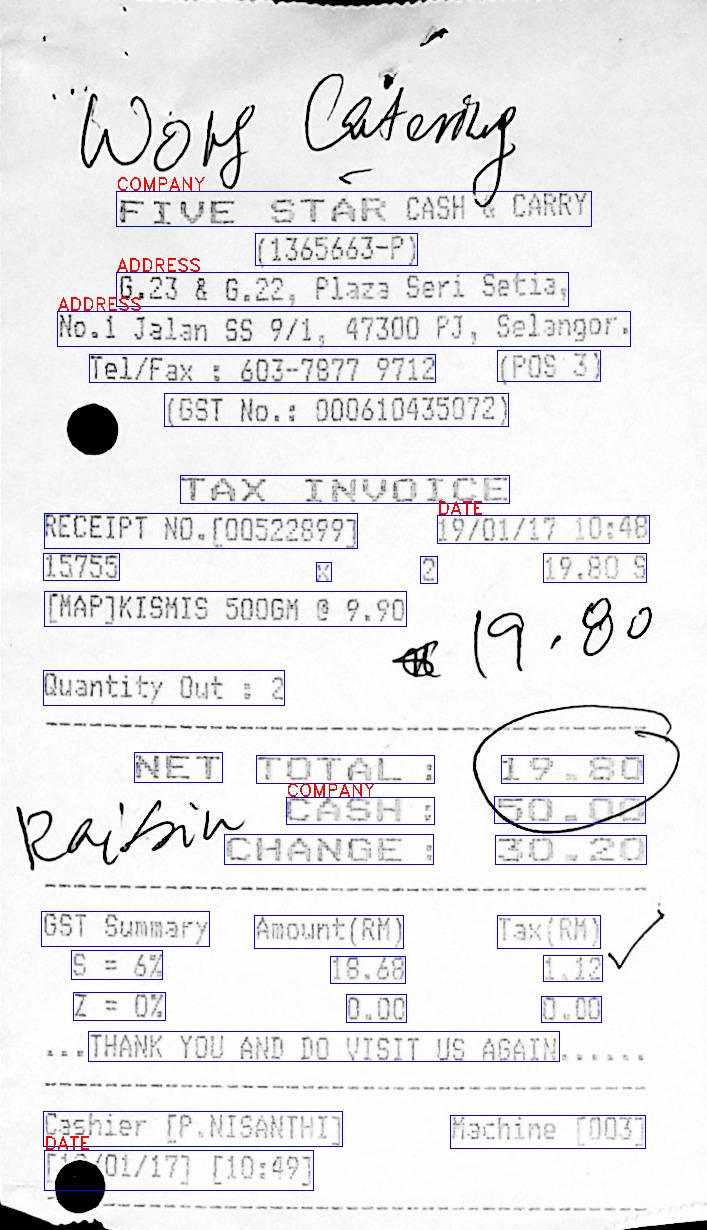 Wong Catering
COMPANY
FIVE STAR CASH & CARRY
(1365663-P)
ADDRESS
G.23 & G.22, Plaza Seri Setia,
ADDRESS
No.1 Jalan SS 9/1, 47300 PJ, Selangor.
Tel/Fax : 603-7877 9712 (POS 3)
(GST No.: 000610435072)
TAX INVOICE
DATE
RECEIPT NO.[00522899] 19/01/17 10:48
15755 x 2 19.80 S
[MAP]KISMIS 500GM @ 9.90
19.80
Quantity Out : 2
NET TOTAL : 19.80
COMPANY
CASH : 50.00
Raisin
CHANGE : 30.20
GST Summary Amount(RM) Tax(RM)
S = 6% 18.68 1.12
Z = 0% 0.00 0.00
...THANK YOU AND DO VISIT US AGAIN......
Cashier [P.NISANTHI] Machine [003]
DATE
/01/17] [10:49]